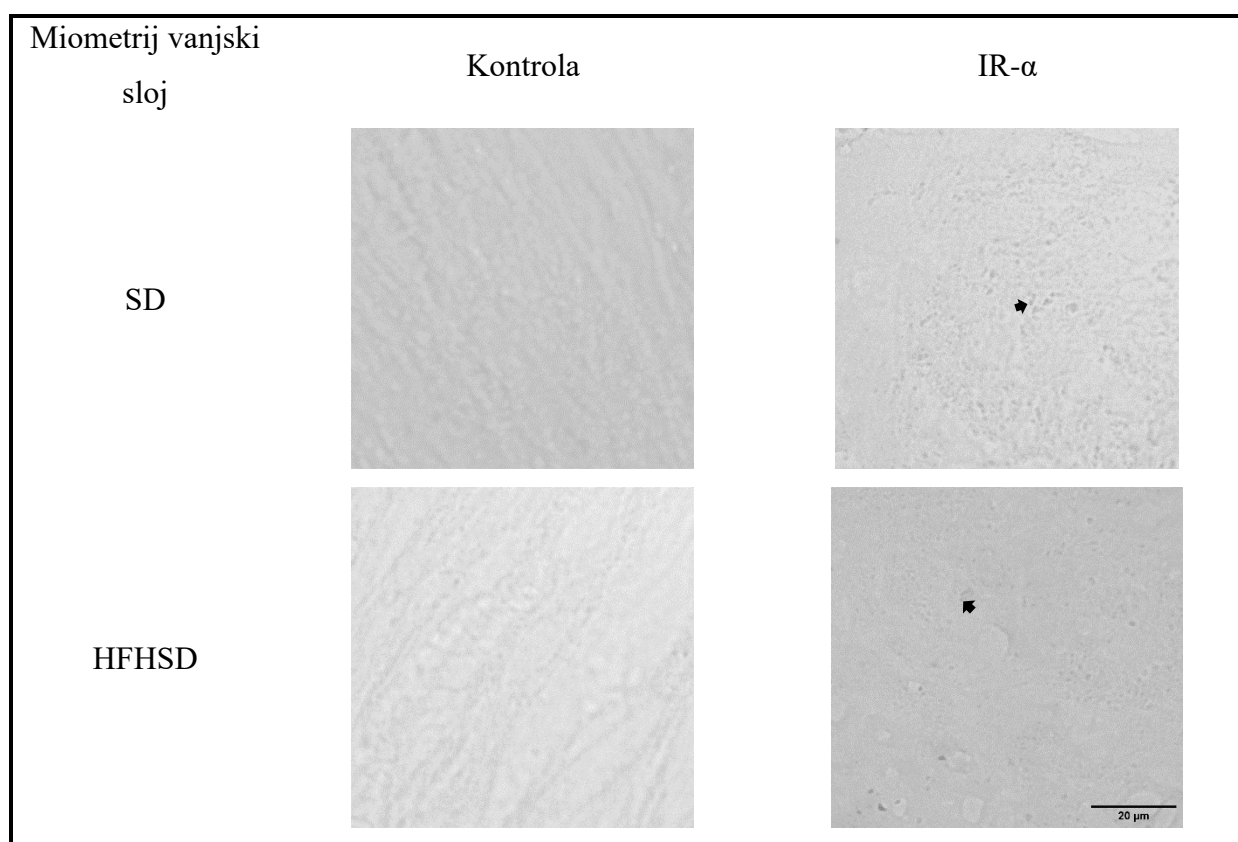 Miometrij vanjski
sloj
Kontrola
IR-α
SD
HFHSD
20 µm